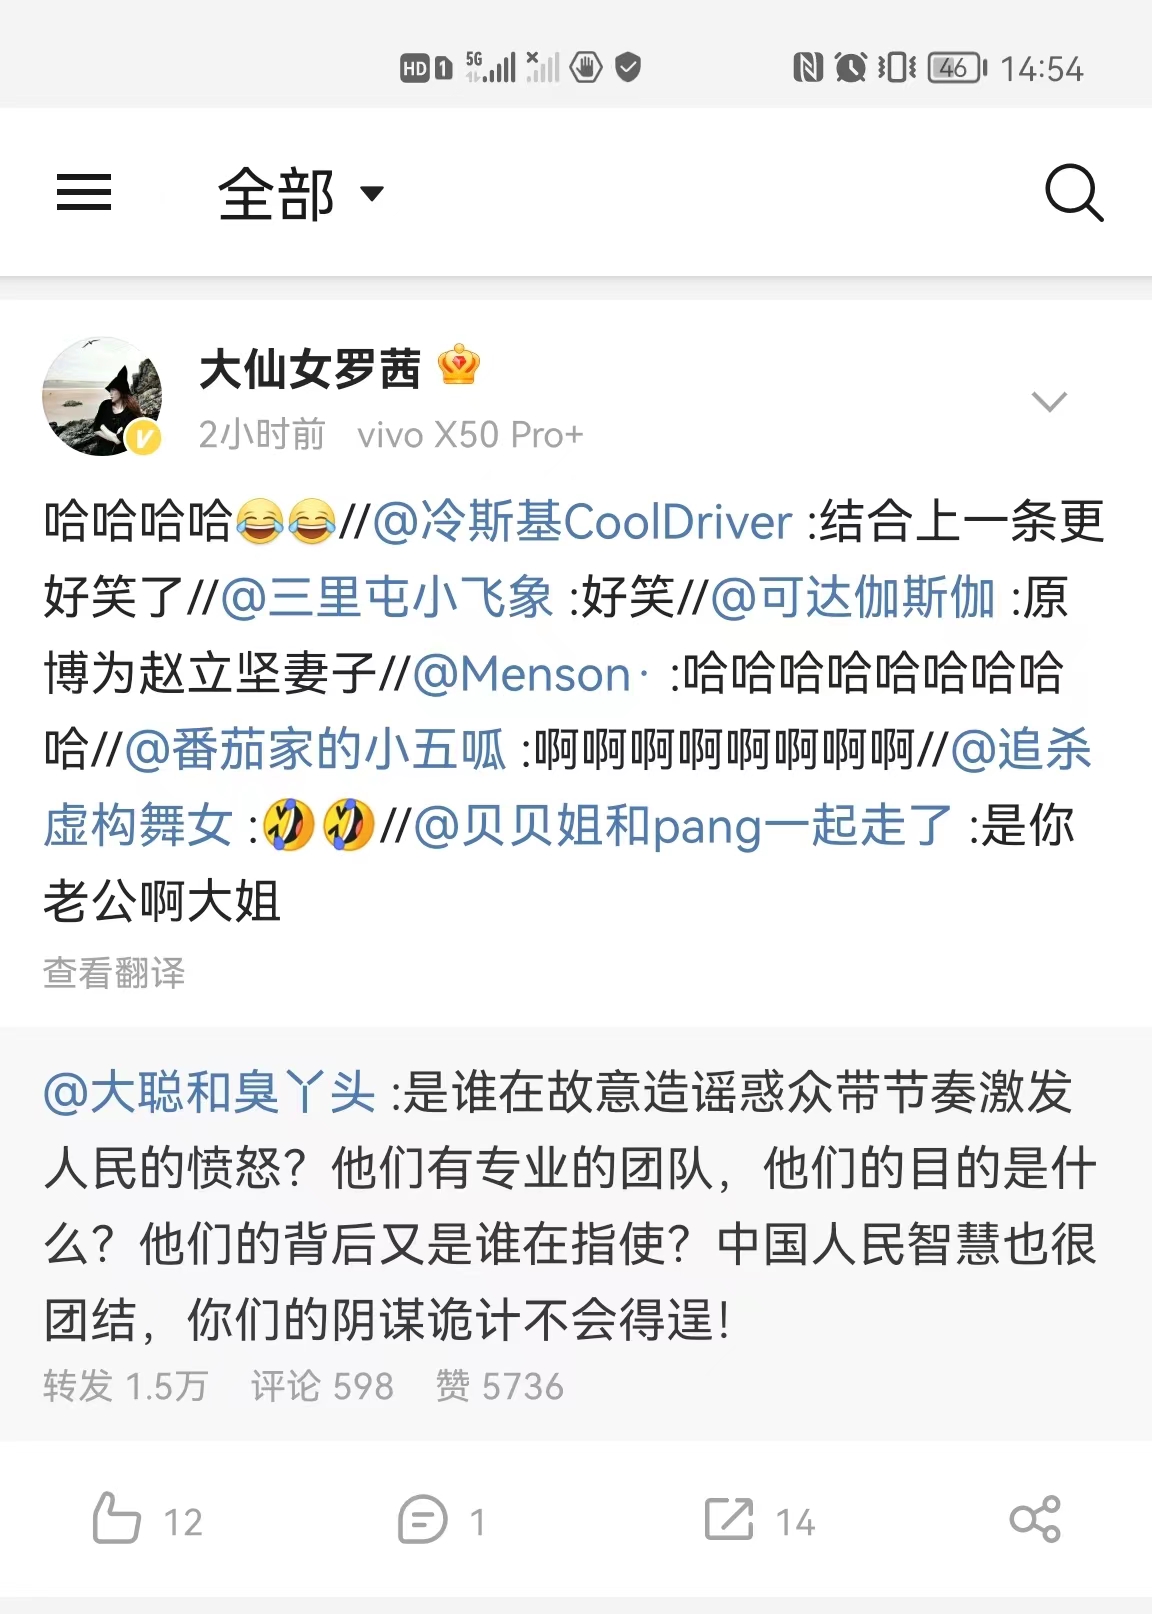 HD 1 5G 46 14:54
全部
大仙女罗茜
2小时前 vivo X50 Pro+
哈哈哈哈😂😂//@冷斯基CoolDriver :结合上一条更
好笑了//@三里屯小飞象 :好笑//@可达伽斯伽 :原
博为赵立坚妻子//@Menson· :哈哈哈哈哈哈哈哈
哈//@番茄家的小五呱 :啊啊啊啊啊啊啊啊//@追杀
虚构舞女 :🤣🤣//@贝贝姐和pang一起走了 :是你
老公啊大姐
查看翻译
@大聪和臭丫头 :是谁在故意造谣惑众带节奏激发
人民的愤怒？他们有专业的团队，他们的目的是什
么？他们的背后又是谁在指使？中国人民智慧也很
团结，你们的阴谋诡计不会得逞！
转发 1.5万 评论 598 赞 5736
12 1 14